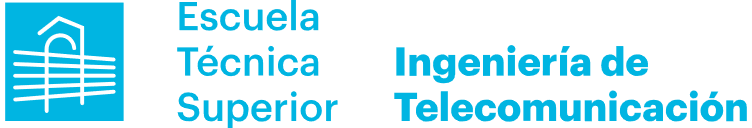 Escuela
Técnica
Superior
Ingeniería de
Telecomunicación